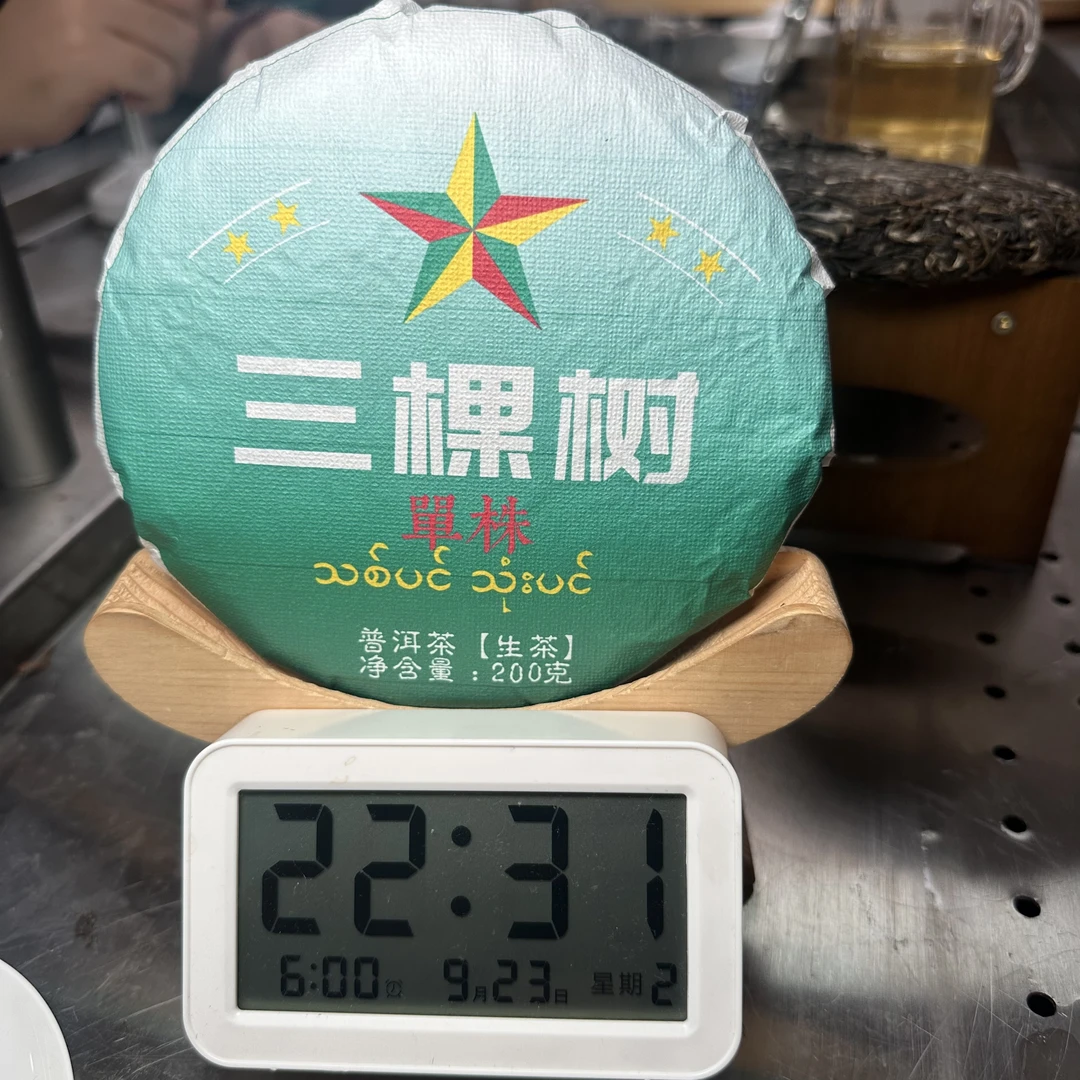 三棵树
單株
သစ်ပင် သုံးပင်
普洱茶【生茶】
净含量：200克
22:31
6:00 9月23日 星期2